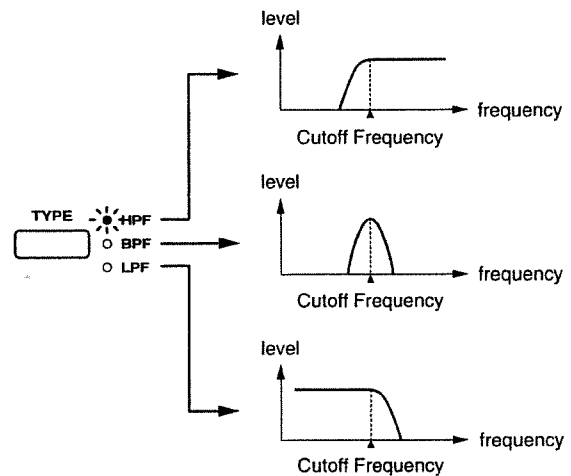 level
frequency
Cutoff Frequency
TYPE
HPF
BPF
LPF
level
frequency
Cutoff Frequency
level
frequency
Cutoff Frequency